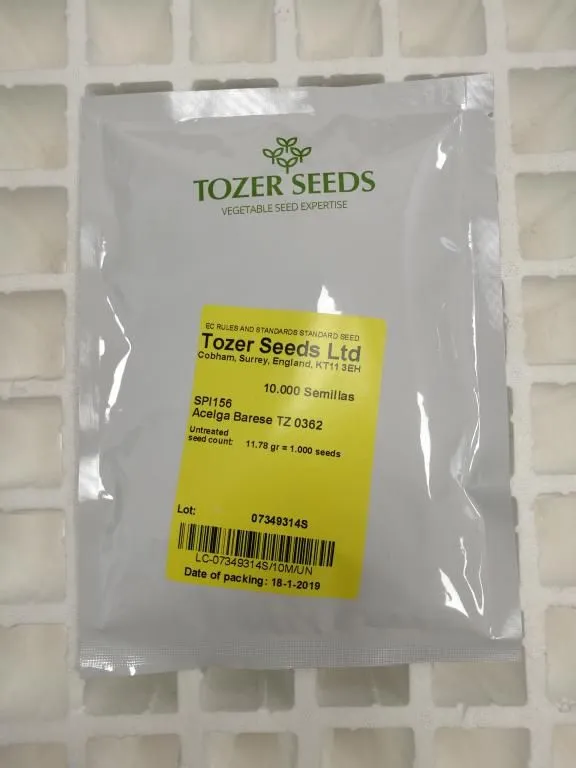 TOZER SEEDS
VEGETABLE SEED EXPERTISE
EC RULES AND STANDARDS STANDARD SEED
Tozer Seeds Ltd
Cobham, Surrey, England, KT11 3EH
10.000 Semillas
SPI156
Acelga Barese TZ 0362
Untreated
seed count: 11.78 gr = 1.000 seeds
Lot: 07349314S
LC-07349314S/10M/UN
Date of packing: 18-1-2019